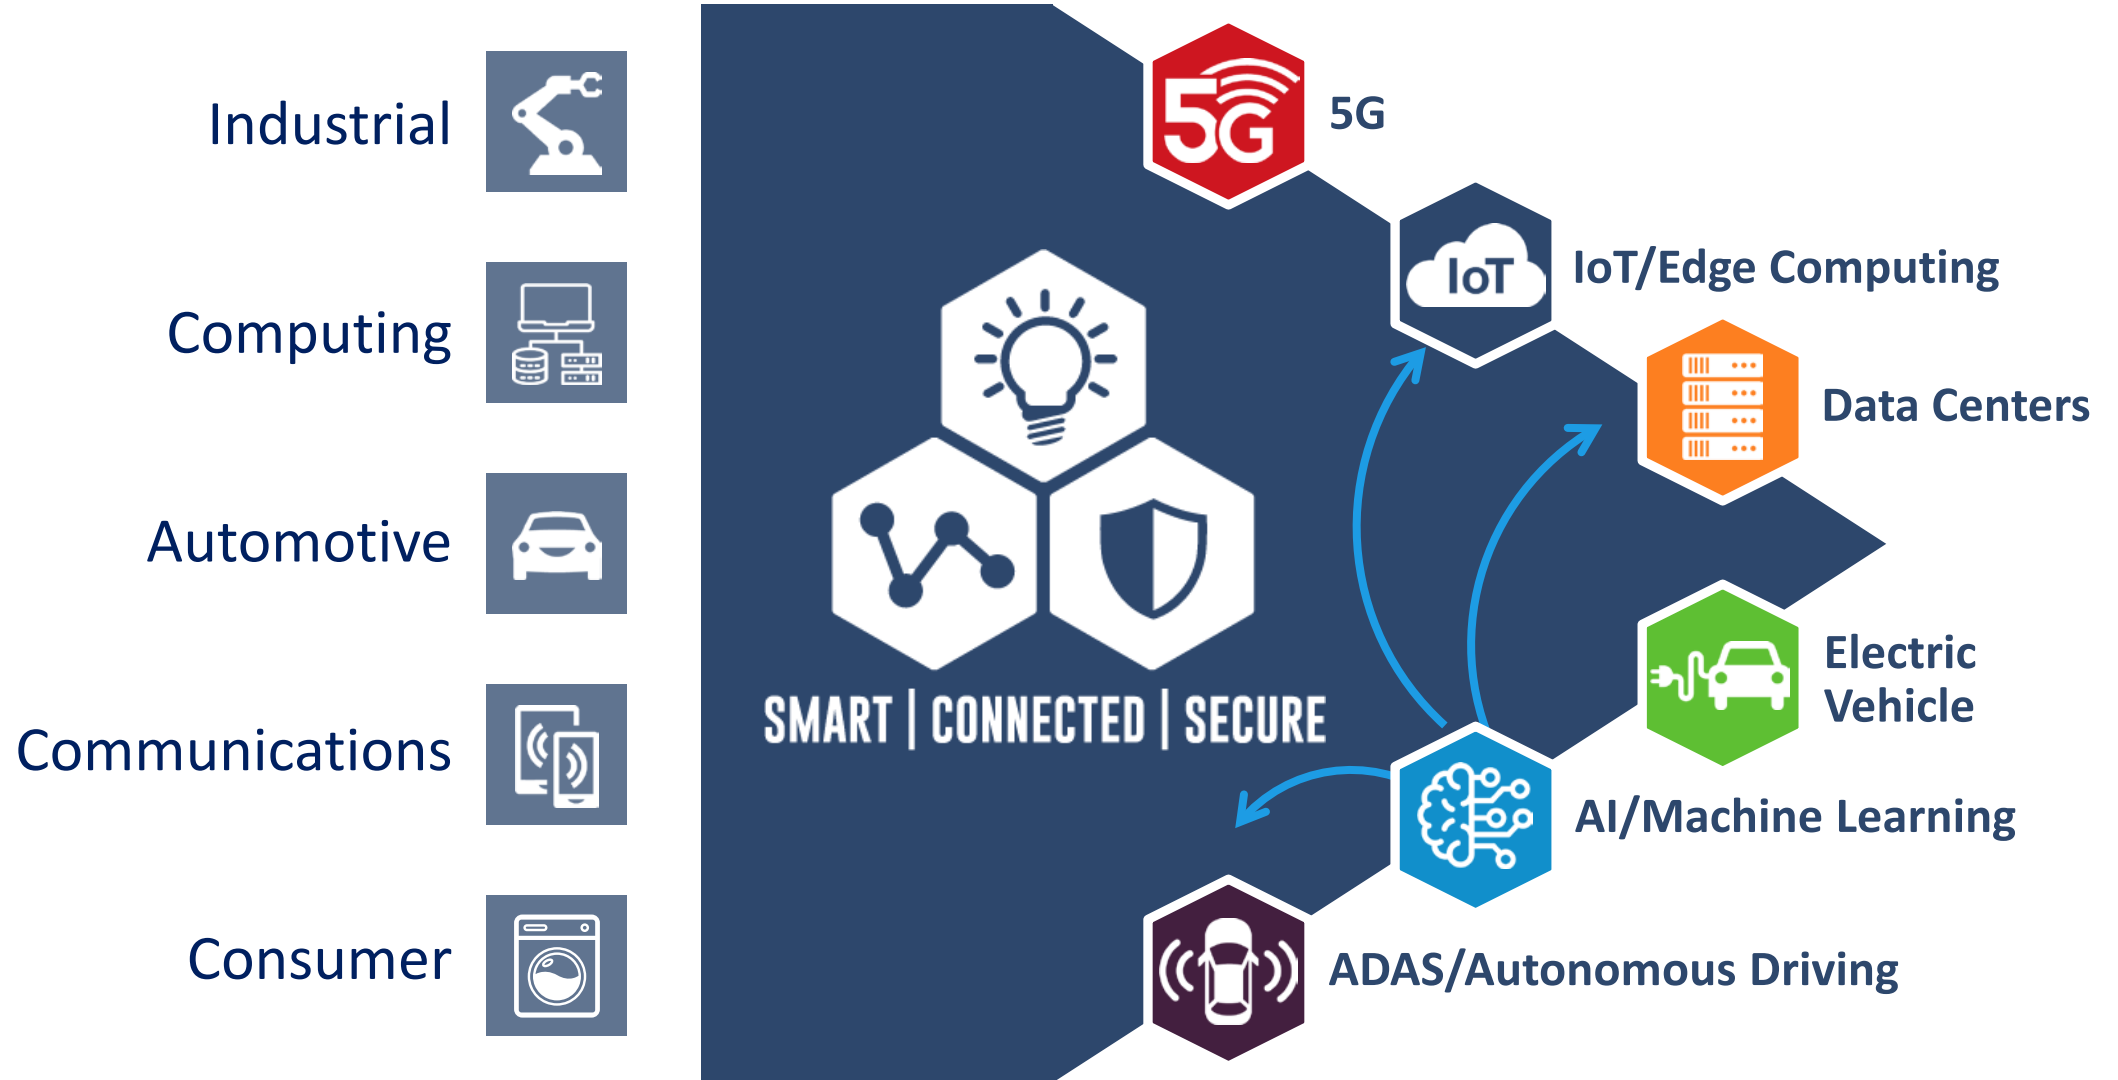 Industrial
Computing
Automotive
Communications
Consumer
SMART | CONNECTED | SECURE
5G
5G
IoT
IoT/Edge Computing
Data Centers
Electric
Vehicle
AI/Machine Learning
ADAS/Autonomous Driving